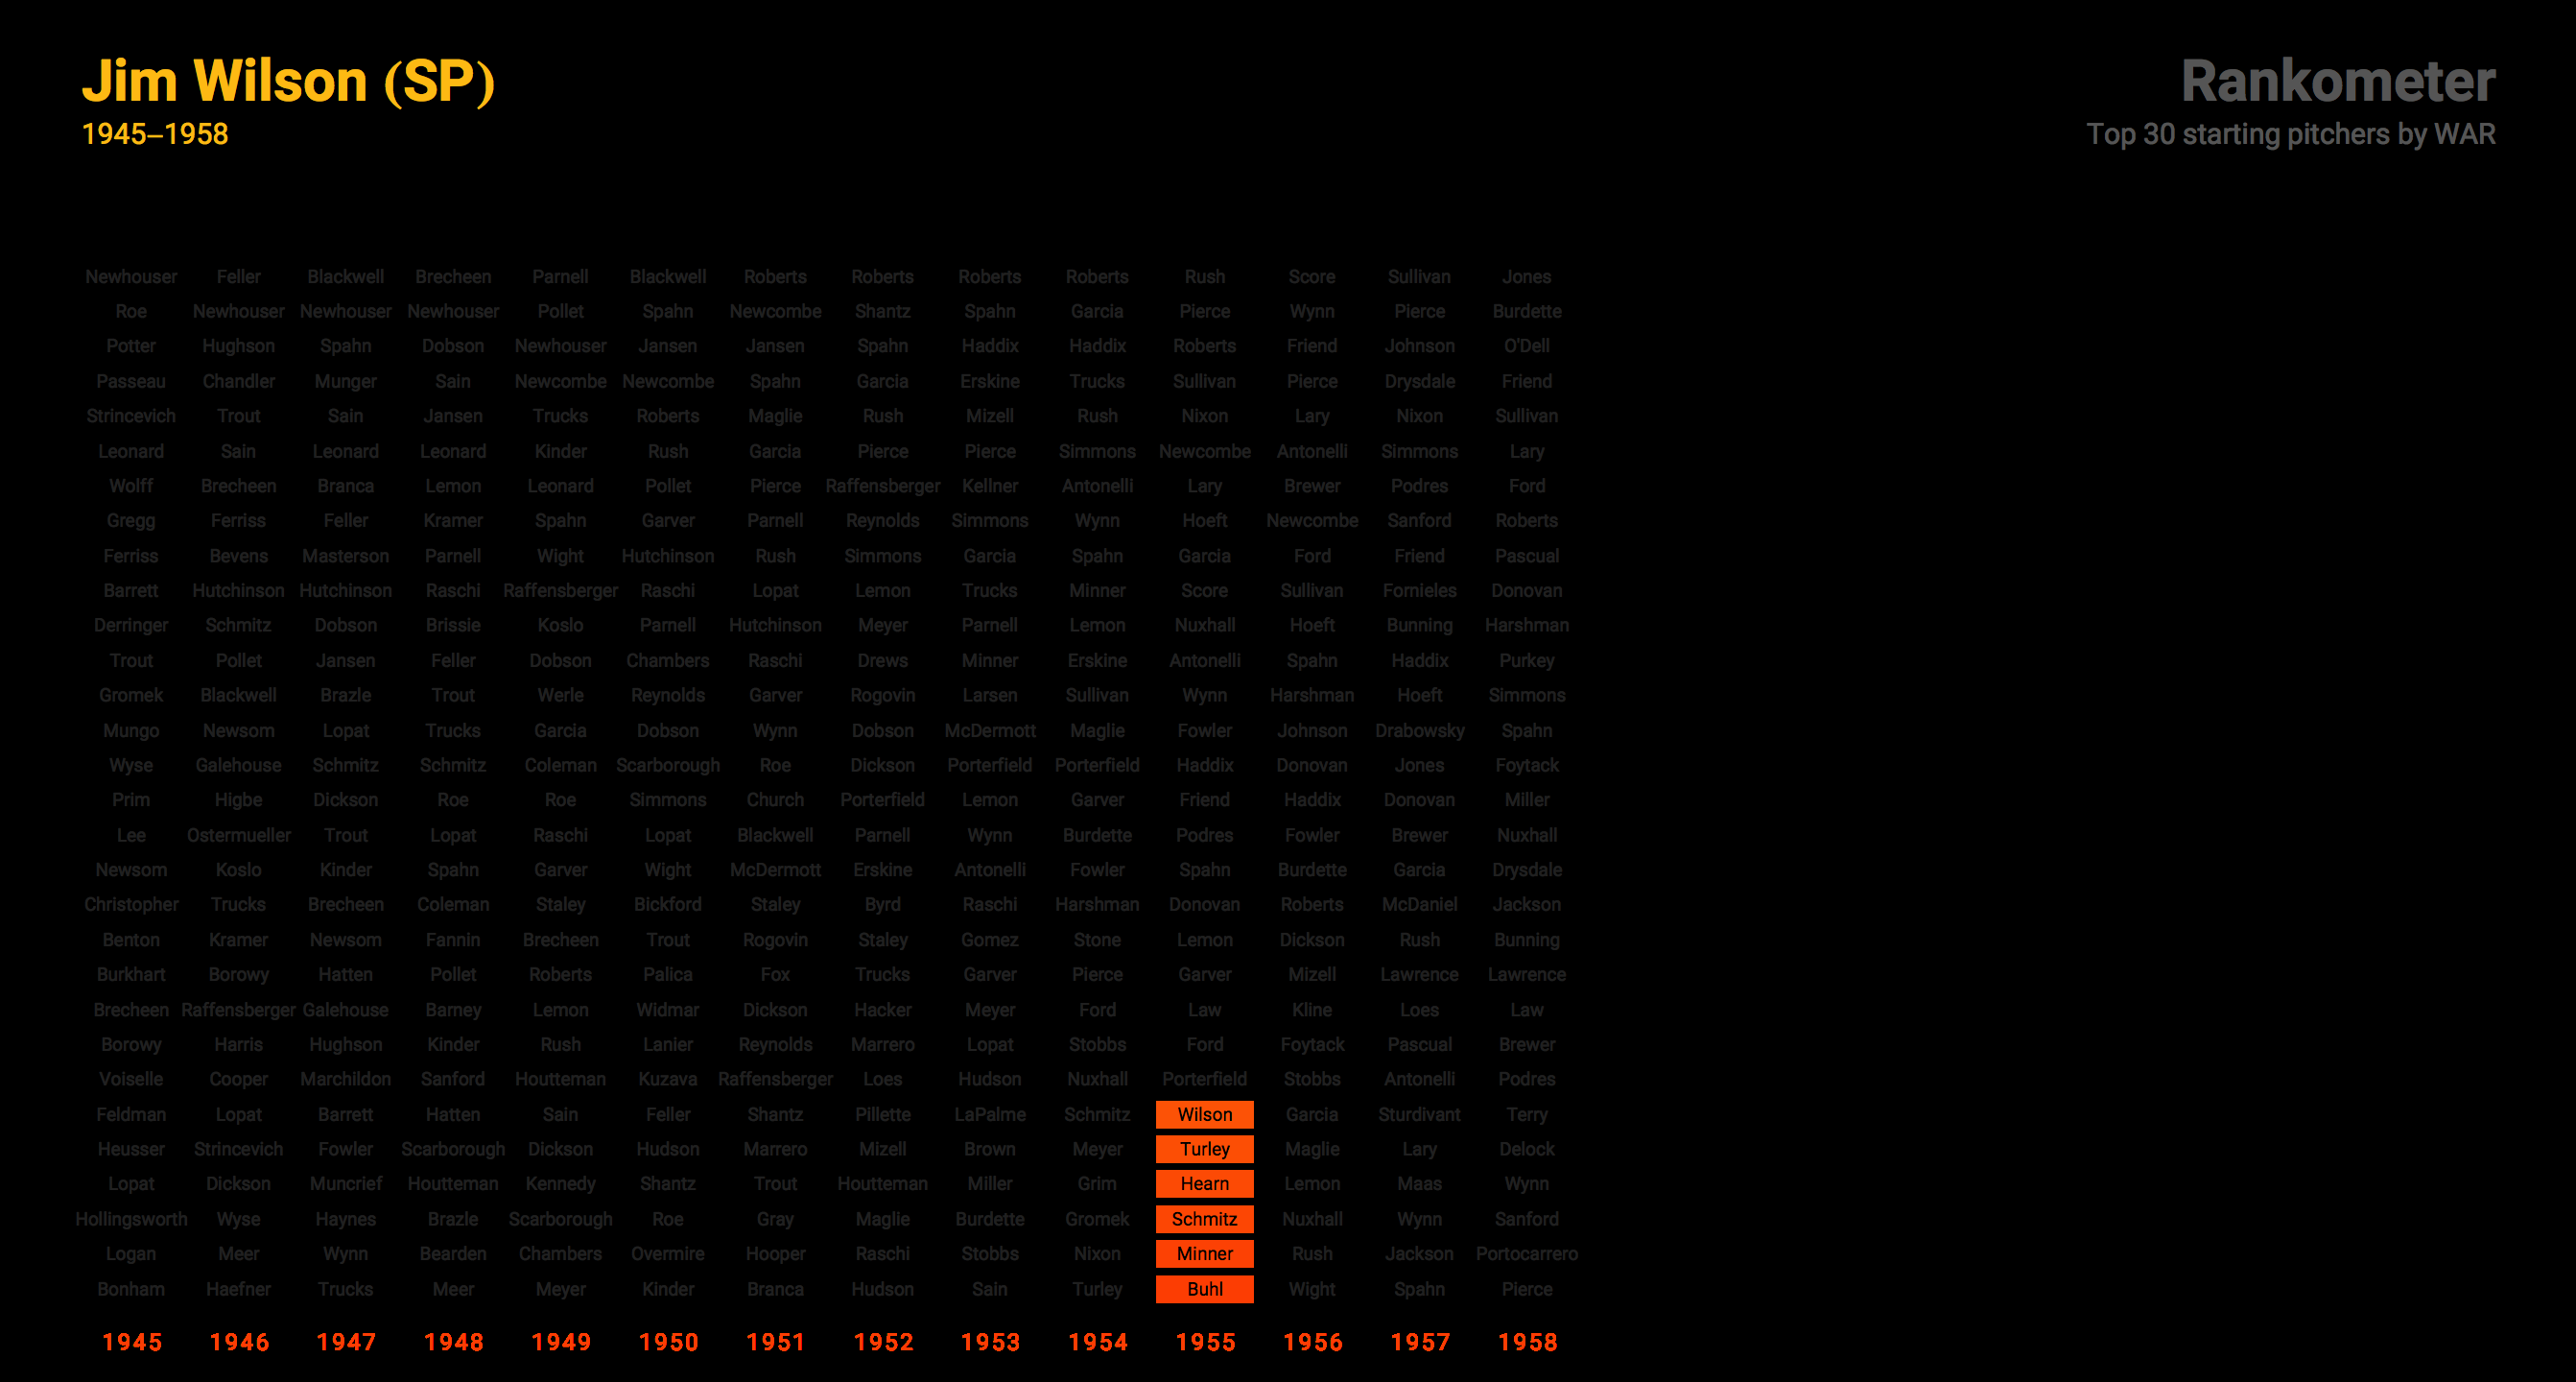 Jim Wilson (SP)
1945–1958
Rankometer
Top 30 starting pitchers by WAR
Newhouser Feller Blackwell Brecheen Parnell Blackwell Roberts Roberts Roberts Roberts Rush Score Sullivan Jones
Roe Newhouser Newhouser Newhouser Pollet Spahn Newcombe Shantz Spahn Garcia Pierce Wynn Pierce Burdette
Potter Hughson Spahn Dobson Newhouser Jansen Jansen Spahn Haddix Haddix Roberts Friend Johnson O'Dell
Passeau Chandler Munger Sain Newcombe Newcombe Spahn Garcia Erskine Trucks Sullivan Pierce Drysdale Friend
Strincevich Trout Sain Jansen Trucks Roberts Maglie Rush Mizell Rush Nixon Lary Nixon Sullivan
Leonard Sain Leonard Leonard Kinder Rush Garcia Pierce Pierce Simmons Newcombe Antonelli Simmons Lary
Wolff Brecheen Branca Lemon Leonard Pollet Pierce Raffensberger Kellner Antonelli Lary Brewer Podres Ford
Gregg Ferriss Feller Kramer Spahn Garver Parnell Reynolds Simmons Wynn Hoeft Newcombe Sanford Roberts
Ferriss Bevens Masterson Parnell Wight Hutchinson Rush Simmons Garcia Spahn Garcia Ford Friend Pascual
Barrett Hutchinson Hutchinson Raschi Raffensberger Raschi Lopat Lemon Trucks Minner Score Sullivan Fornieles Donovan
Derringer Schmitz Dobson Brissie Koslo Parnell Hutchinson Meyer Parnell Lemon Nuxhall Hoeft Bunning Harshman
Trout Pollet Jansen Feller Dobson Chambers Raschi Drews Minner Erskine Antonelli Spahn Haddix Purkey
Gromek Blackwell Brazle Trout Werle Reynolds Garver Rogovin Larsen Sullivan Wynn Harshman Hoeft Simmons
Mungo Newsom Lopat Trucks Garcia Dobson Wynn Dobson McDermott Maglie Fowler Johnson Drabowsky Spahn
Wyse Galehouse Schmitz Schmitz Coleman Scarborough Roe Dickson Porterfield Porterfield Haddix Donovan Jones Foytack
Prim Higbe Dickson Roe Roe Simmons Church Porterfield Lemon Garver Friend Haddix Donovan Miller
Lee Ostermueller Trout Lopat Raschi Lopat Blackwell Parnell Wynn Burdette Podres Fowler Brewer Nuxhall
Newsom Koslo Kinder Spahn Garver Wight McDermott Erskine Antonelli Fowler Spahn Burdette Garcia Drysdale
Christopher Trucks Brecheen Coleman Staley Bickford Staley Byrd Raschi Harshman Donovan Roberts McDaniel Jackson
Benton Kramer Newsom Fannin Brecheen Trout Rogovin Staley Gomez Stone Lemon Dickson Rush Bunning
Burkhart Borowy Hatten Pollet Roberts Palica Fox Trucks Garver Pierce Garver Mizell Lawrence Lawrence
Brecheen Raffensberger Galehouse Barney Lemon Widmar Dickson Hacker Meyer Ford Law Kline Loes Law
Borowy Harris Hughson Kinder Rush Lanier Reynolds Marrero Lopat Stobbs Ford Foytack Pascual Brewer
Voiselle Cooper Marchildon Sanford Houtteman Kuzava Raffensberger Loes Hudson Nuxhall Porterfield Stobbs Antonelli Podres
Feldman Lopat Barrett Hatten Sain Feller Shantz Pillette LaPalme Schmitz Wilson Garcia Sturdivant Terry
Heusser Strincevich Fowler Scarborough Dickson Hudson Marrero Mizell Brown Meyer Turley Maglie Lary Delock
Lopat Dickson Muncrief Houtteman Kennedy Shantz Trout Houtteman Miller Grim Hearn Lemon Maas Wynn
Hollingsworth Wyse Haynes Brazle Scarborough Roe Gray Maglie Burdette Gromek Schmitz Nuxhall Wynn Sanford
Logan Meer Wynn Bearden Chambers Overmire Hooper Raschi Stobbs Nixon Minner Rush Jackson Portocarrero
Bonham Haefner Trucks Meer Meyer Kinder Branca Hudson Sain Turley Buhl Wight Spahn Pierce
1945 1946 1947 1948 1949 1950 1951 1952 1953 1954 1955 1956 1957 1958